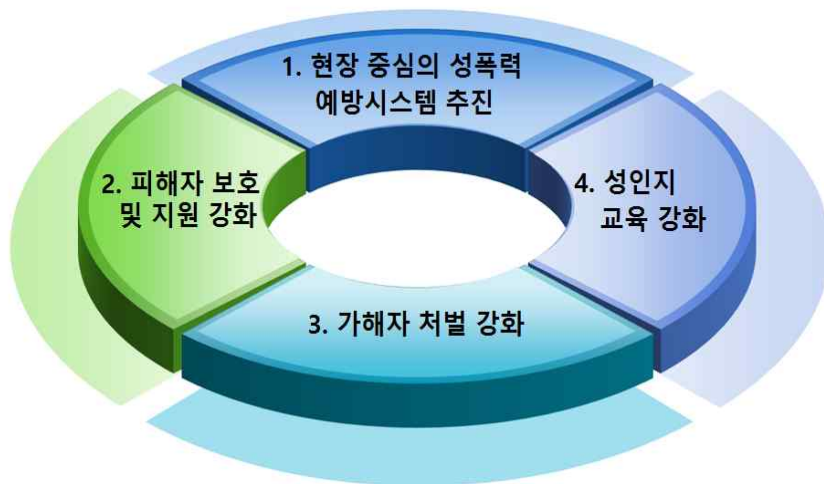 1. 현장 중심의 성폭력
예방시스템 추진
2. 피해자 보호
및 지원 강화
4. 성인지
교육 강화
3. 가해자 처벌 강화